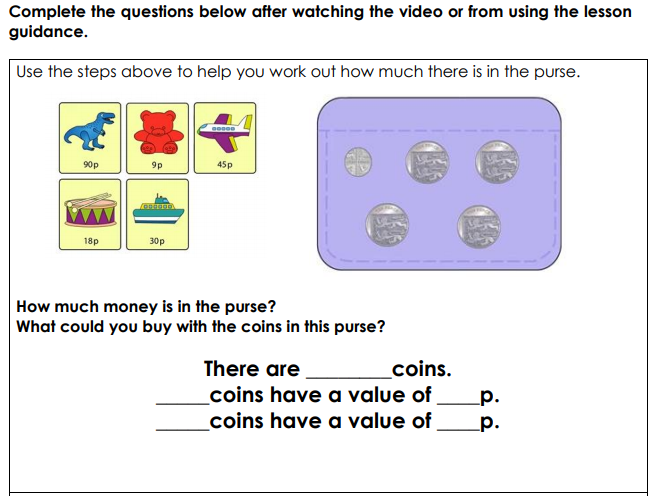 Complete the questions below after watching the video or from using the lesson
guidance.
Use the steps above to help you work out how much there is in the purse.
90p
9p
45p
18p
30p
How much money is in the purse?
What could you buy with the coins in this purse?
There are ________coins.
_____coins have a value of ____p.
_____coins have a value of ____p.